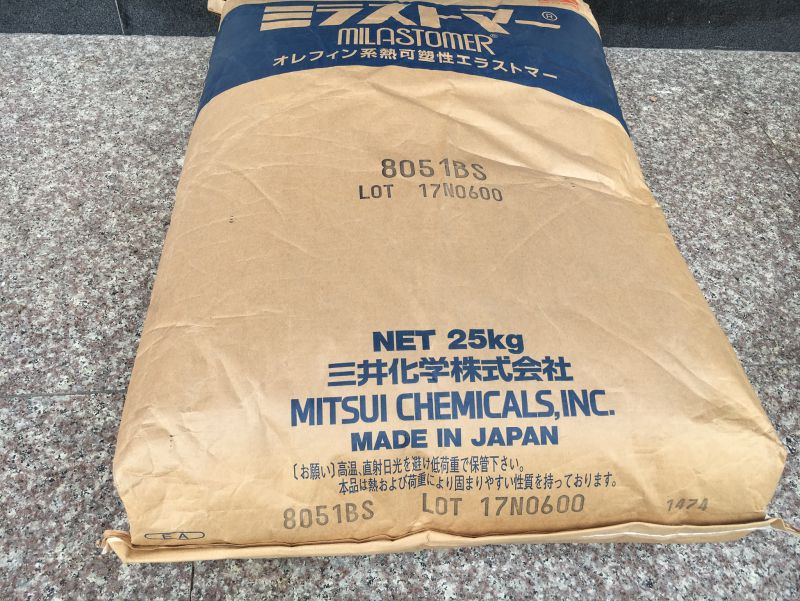 ミラストマー®
MILASTOMER®
オレフィン系熱可塑性エラストマー
8051BS
LOT 17N0600
NET 25kg
三井化学株式会社
MITSUI CHEMICALS,INC.
MADE IN JAPAN
〔お願い〕高温、直射日光を避け低荷重で保管下さい。
本品は熱および荷重により固まりやすい性質を持っております。
8051BS LOT 17N0600 1474
EA